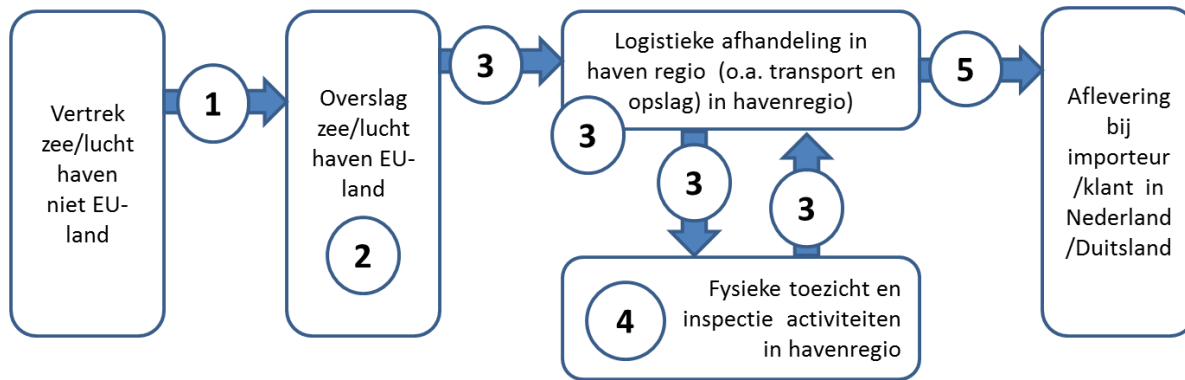 Vertrek
zee/lucht
haven
niet EU-
land
1
Overslag
zee/lucht
haven EU-
land
2
3
Logistieke afhandeling in
haven regio (o.a. transport en
opslag) in havenregio)
3
3
3
4
Fysieke toezicht en
inspectie activiteiten
in havenregio
5
Aflevering
bij
importeur
/klant in
Nederland
/Duitsland